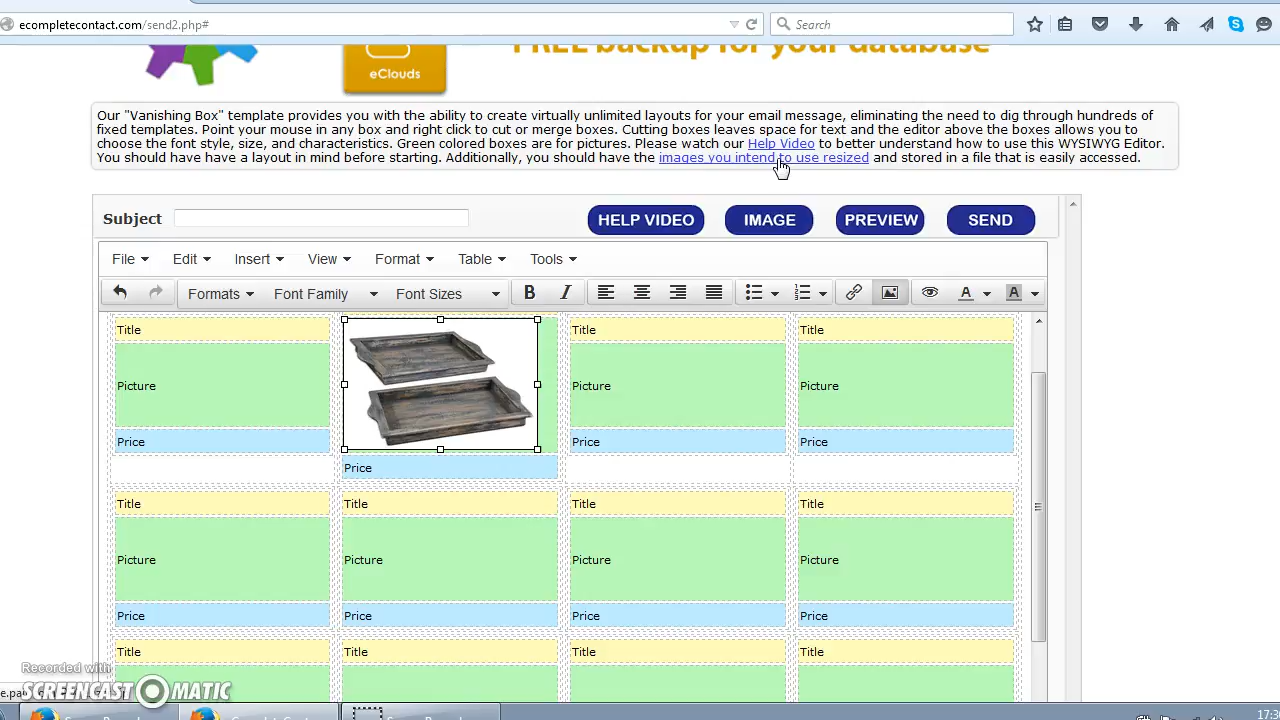 ecompletecontact.com/send2.php#
Search
FREE backup for your database
eClouds
Our "Vanishing Box" template provides you with the ability to create virtually unlimited layouts for your email message, eliminating the need to dig through hundreds of
fixed templates. Point your mouse in any box and right click to cut or merge boxes. Cutting boxes leaves space for text and the editor above the boxes allows you to
choose the font style, size, and characteristics. Green colored boxes are for pictures. Please watch our Help Video to better understand how to use this WYSIWYG Editor.
You should have have a layout in mind before starting. Additionally, you should have the images you intend to use resized and stored in a file that is easily accessed.
Subject
HELP VIDEO IMAGE PREVIEW SEND
File Edit Insert View Format Table Tools
Formats Font Family Font Sizes B I A A
Title Title Title
Picture Picture Picture
Price Price Price
Price
Title Title Title Title
Picture Picture Picture Picture
Price Price Price Price
Title Title Title Title
Recorded with
SCREENCAST MATIC
17:3